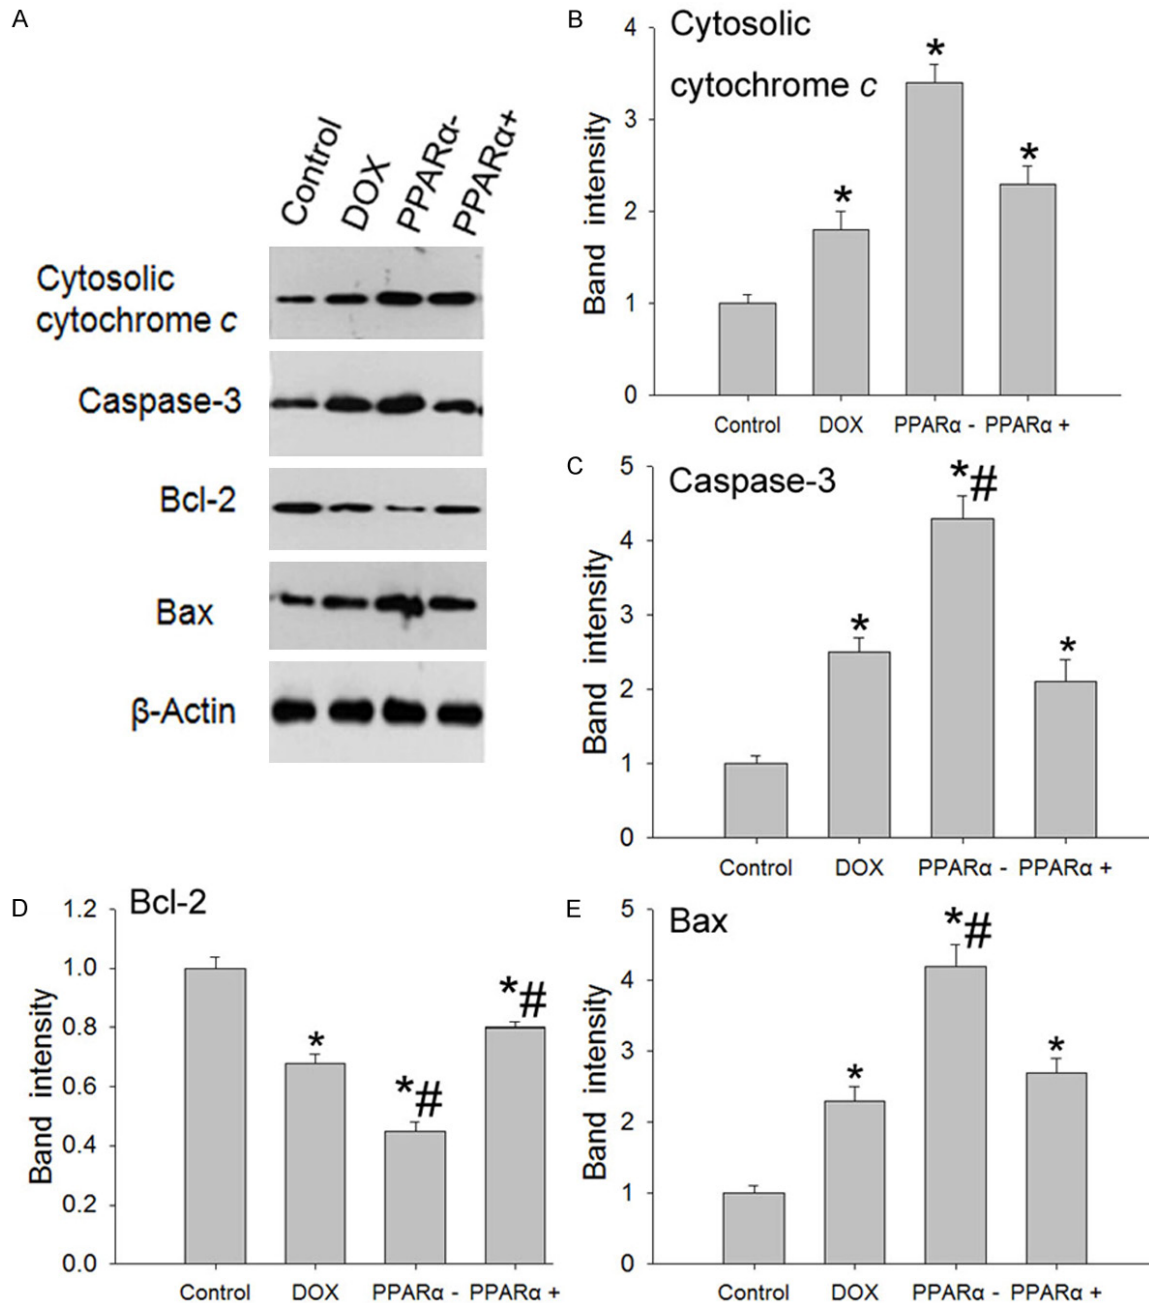 A
Control
DOX
PPARα-
PPARα+
Cytosolic
cytochrome c
Caspase-3
Bcl-2
Bax
β-Actin
B
Cytosolic
cytochrome c
Band intensity
4
3
2
1
0
*
*
*
Control DOX PPARα - PPARα +
C
Caspase-3
Band intensity
5
4
3
2
1
0
*
*#
*
Control DOX PPARα - PPARα +
D
Bcl-2
Band intensity
1.2
1.0
0.8
0.6
0.4
0.2
0.0
*
*#
*#
Control DOX PPARα - PPARα +
E
Bax
Band intensity
5
4
3
2
1
0
*
*#
*
Control DOX PPARα - PPARα +